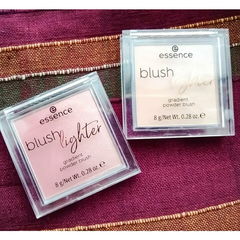 essence
blush
lighter
gradient
powder blush
8 g/Net Wt. 0.28 oz.
essence
blush
lighter
gradient
powder blush
8 g/Net Wt. 0.28 oz.